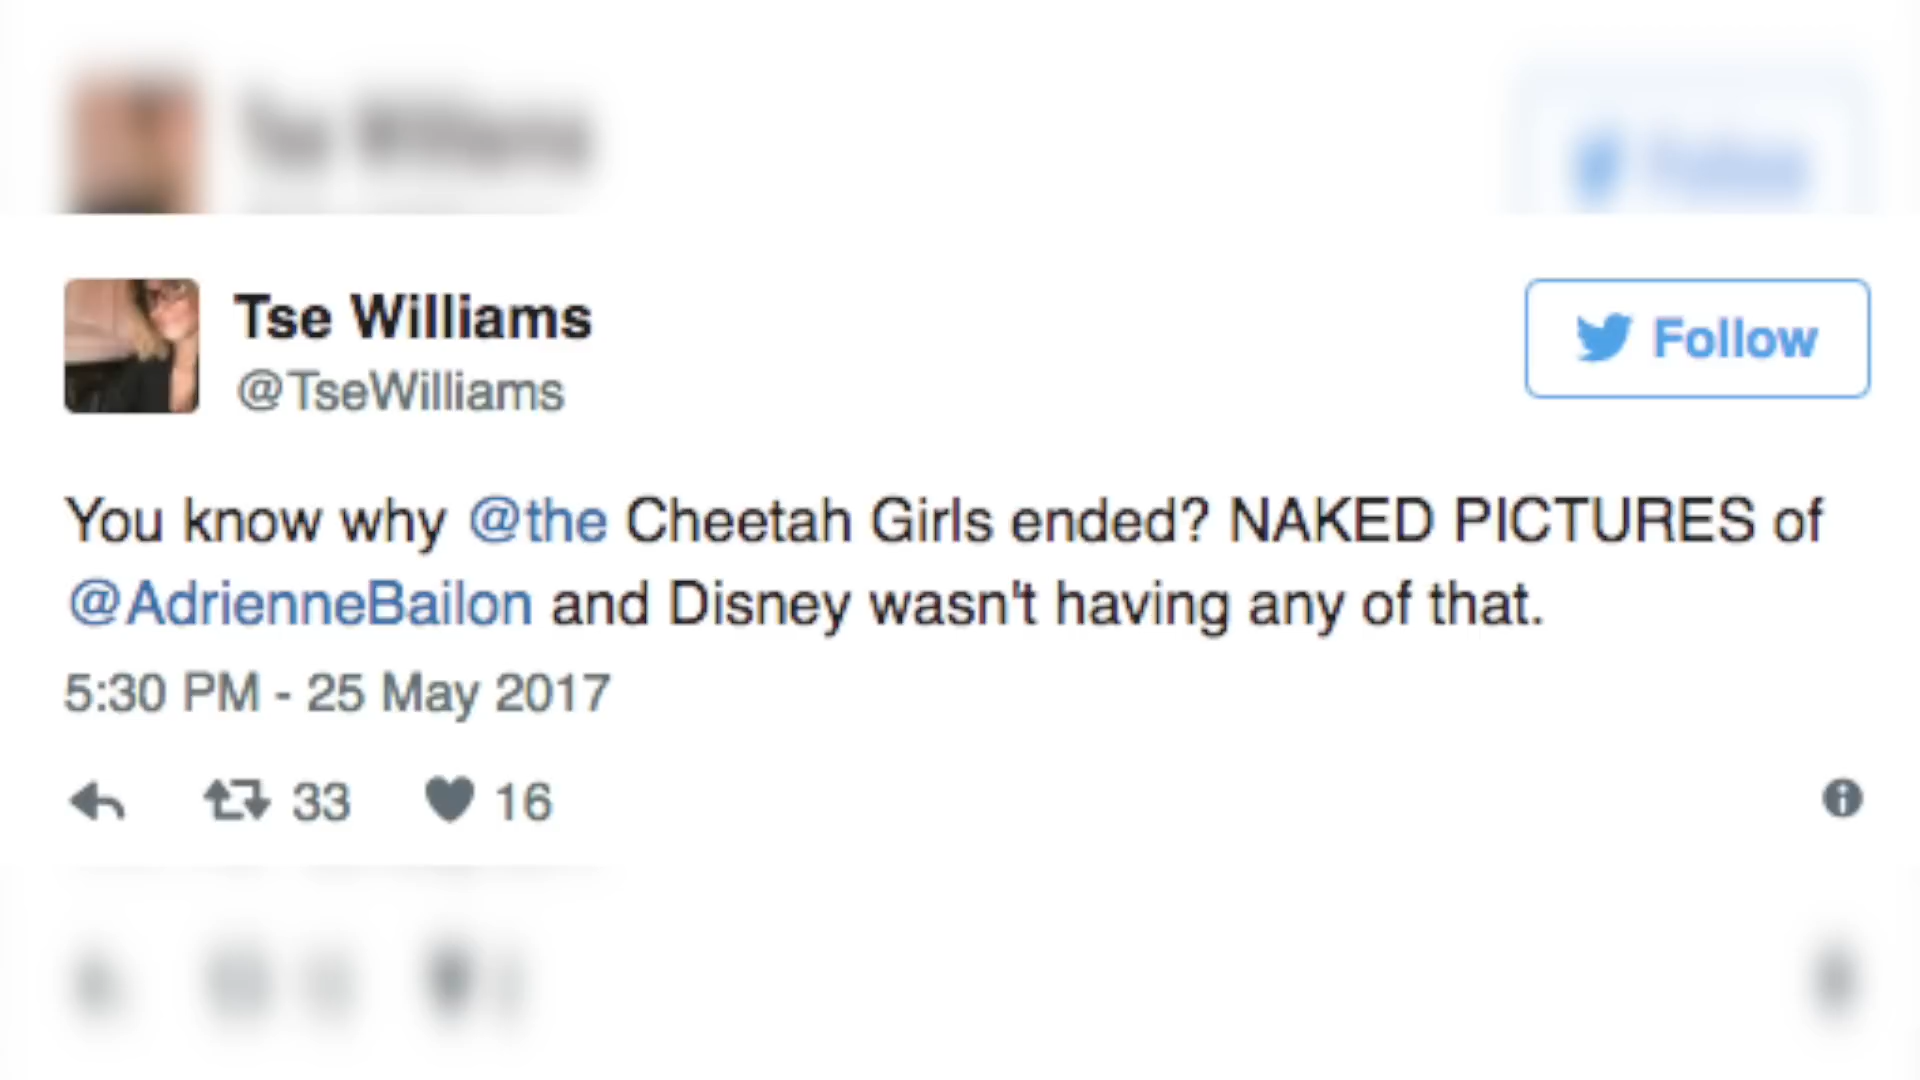 Tse Williams
@TseWilliams
Follow
You know why @the Cheetah Girls ended? NAKED PICTURES of
@AdrienneBailon and Disney wasn't having any of that.
5:30 PM - 25 May 2017
33 16